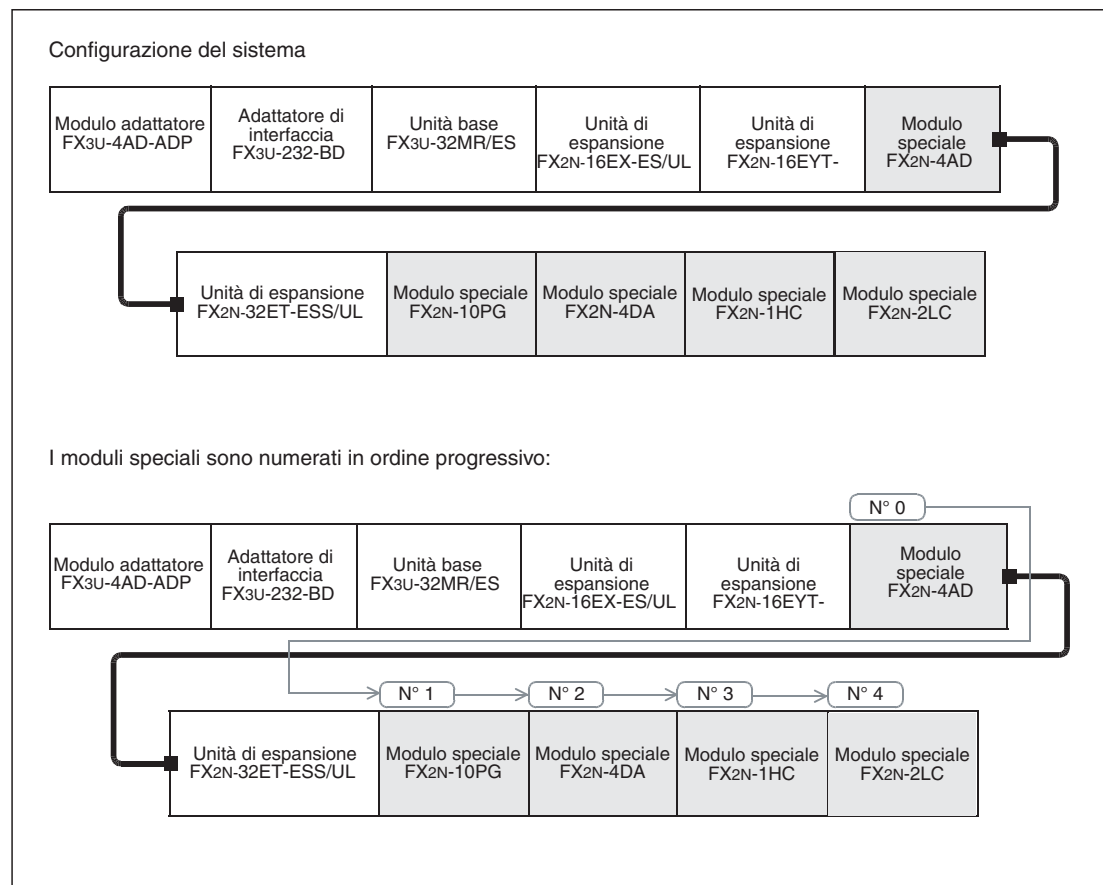 Configurazione del sistema
Modulo adattatore
FX3U-4AD-ADP
Adattatore di
interfaccia
FX3U-232-BD
Unità base
FX3U-32MR/ES
Unità di
espansione
FX2N-16EX-ES/UL
Unità di
espansione
FX2N-16EYT-
Modulo
speciale
FX2N-4AD
Unità di espansione
FX2N-32ET-ESS/UL
Modulo speciale
FX2N-10PG
Modulo speciale
FX2N-4DA
Modulo speciale
FX2N-1HC
Modulo speciale
FX2N-2LC
I moduli speciali sono numerati in ordine progressivo:
N° 0
Modulo adattatore
FX3U-4AD-ADP
Adattatore di
interfaccia
FX3U-232-BD
Unità base
FX3U-32MR/ES
Unità di
espansione
FX2N-16EX-ES/UL
Unità di
espansione
FX2N-16EYT-
Modulo
speciale
FX2N-4AD
N° 1
N° 2
N° 3
N° 4
Unità di espansione
FX2N-32ET-ESS/UL
Modulo speciale
FX2N-10PG
Modulo speciale
FX2N-4DA
Modulo speciale
FX2N-1HC
Modulo speciale
FX2N-2LC